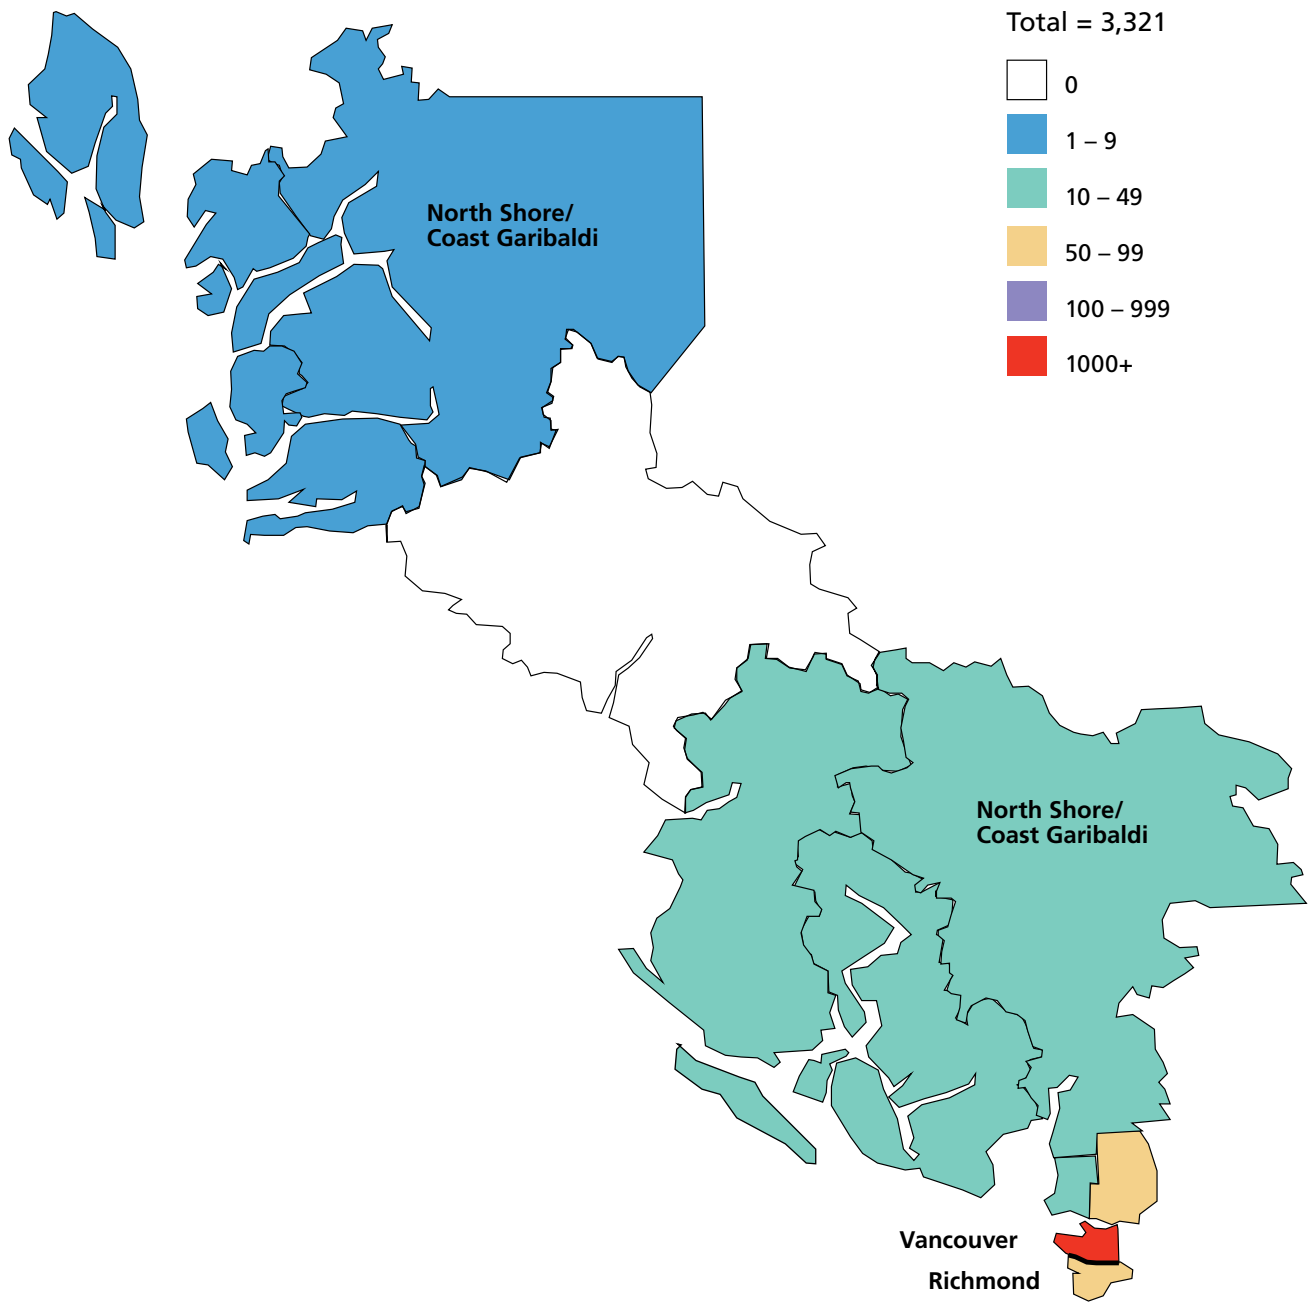 Total = 3,321
0
1 – 9
10 – 49
50 – 99
100 – 999
1000+
North Shore/
Coast Garibaldi
North Shore/
Coast Garibaldi
Vancouver
Richmond